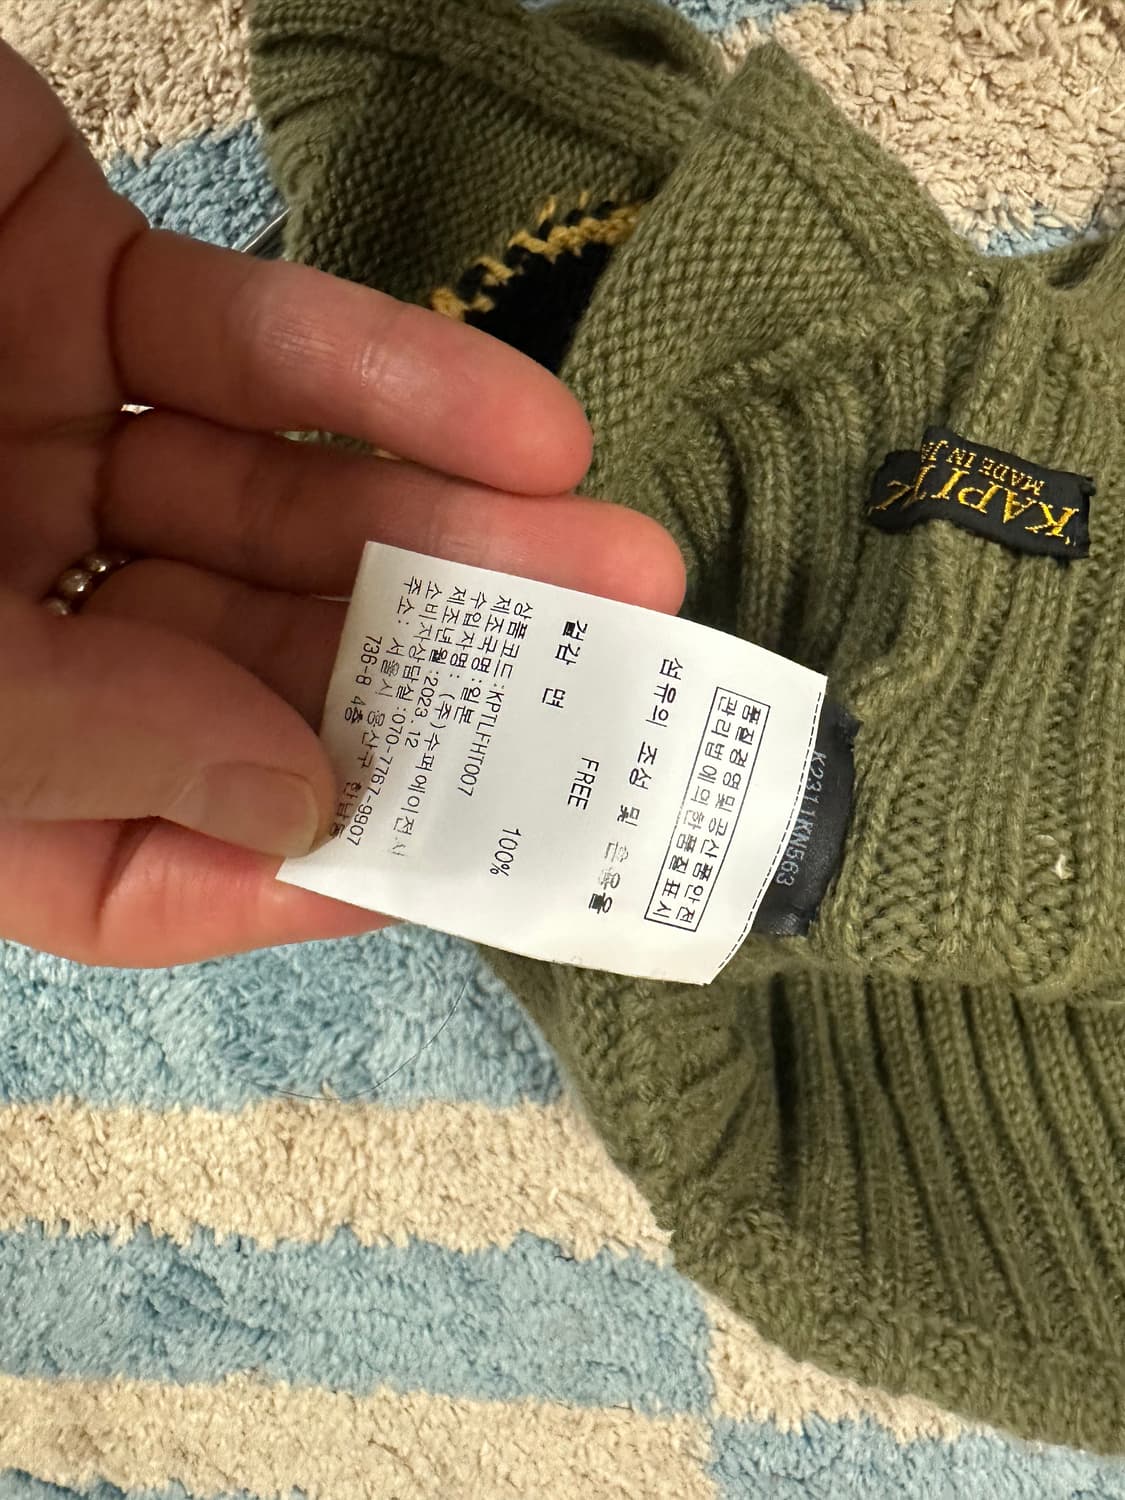 품질경영및공산품안전
관리법에의한품질표시
섬유의 조성 및 혼용율
FREE
겉감 면 100%
상품코드:KPTLFHT007
제조국명:일본
수입자명:(주)수퍼에이전시
제조년월:2023.12
소비자상담실:070-7767-9907
주소: 서울시 용산구 한남동
736-8 4층
K2311KN563
KAPITAL
MADE IN